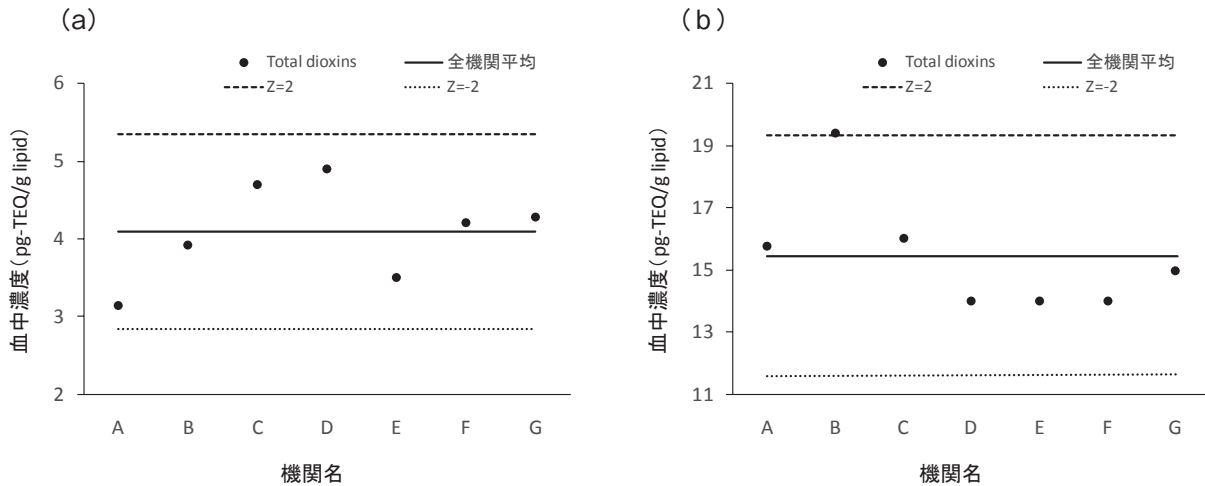 (a)
Total dioxins
全機関平均
Z=2
Z=-2
血中濃度( pg-TEQ/g lipid)
6
5
4
3
2
A B C D E F G
機関名
(b)
Total dioxins
全機関平均
Z=2
Z=-2
血中濃度( pg-TEQ/g lipid)
21
19
17
15
13
11
A B C D E F G
機関名